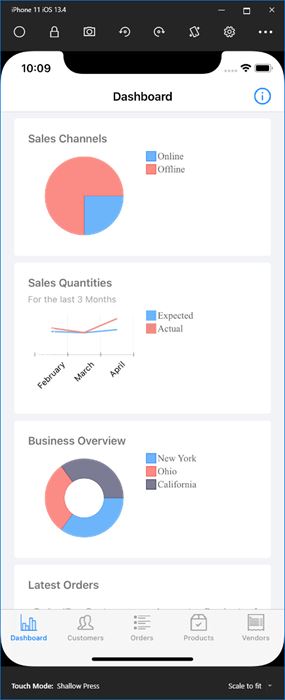 iPhone 11 iOS 13.4
10:09
Dashboard
Sales Channels
Online
Offline
Sales Quantities
For the last 3 Months
Expected
Actual
February
March
April
Business Overview
New York
Ohio
California
Latest Orders
Dashboard
Customers
Orders
Products
Vendors
Touch Mode: Shallow Press
Scale to fit